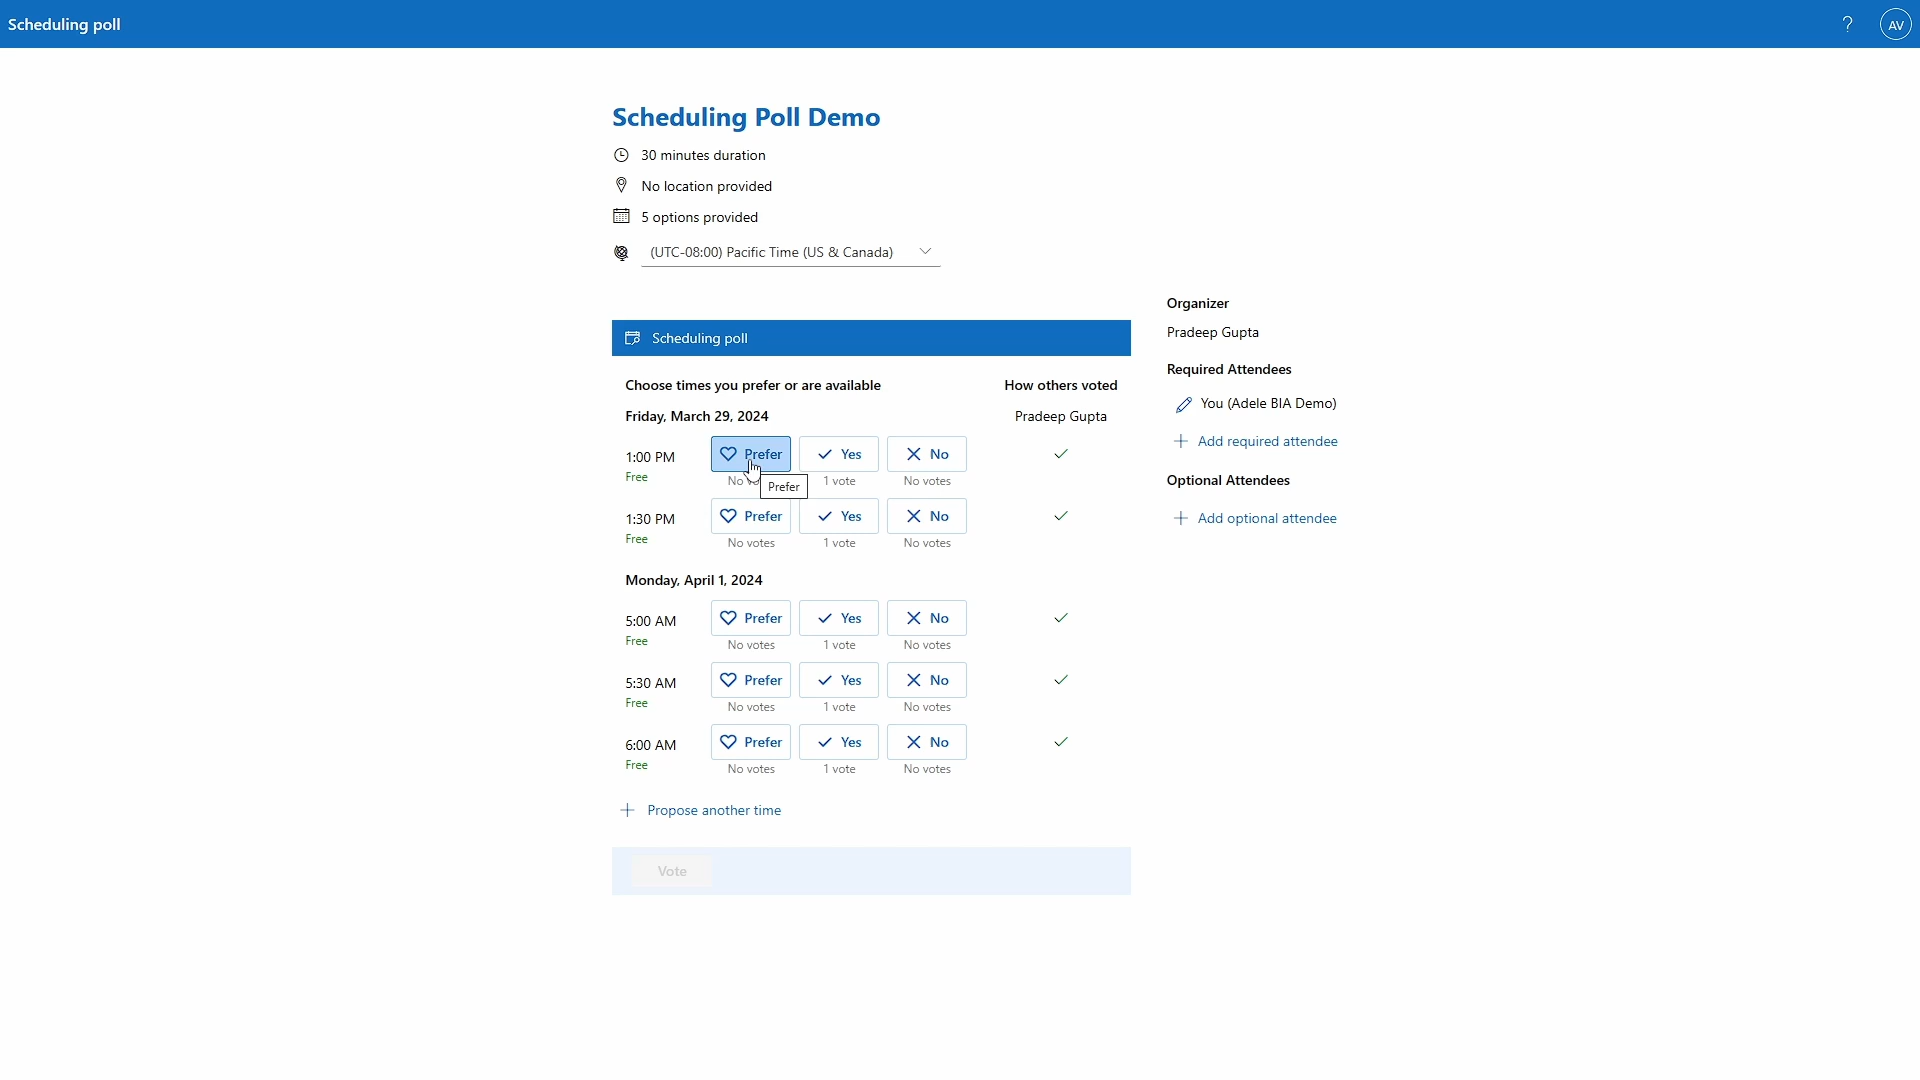 Scheduling poll
? AV
Scheduling Poll Demo
30 minutes duration
No location provided
5 options provided
(UTC-08:00) Pacific Time (US & Canada)
Scheduling poll
Choose times you prefer or are available How others voted
Friday, March 29, 2024 Pradeep Gupta
1:00 PM Prefer Yes No
Free No vo 1 vote No votes
Prefer
1:30 PM Prefer Yes No
Free No votes 1 vote No votes
Monday, April 1, 2024
5:00 AM Prefer Yes No
Free No votes 1 vote No votes
5:30 AM Prefer Yes No
Free No votes 1 vote No votes
6:00 AM Prefer Yes No
Free No votes 1 vote No votes
Propose another time
Vote
Organizer
Pradeep Gupta
Required Attendees
You (Adele BIA Demo)
Add required attendee
Optional Attendees
Add optional attendee